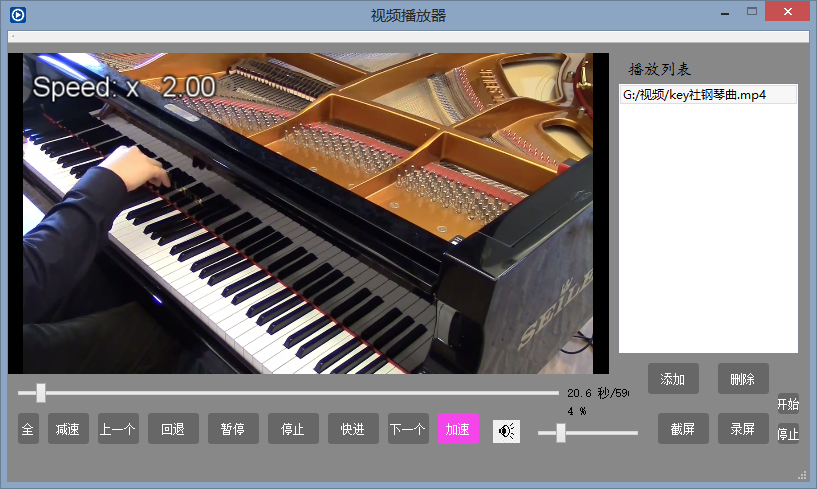 视频播放器
Speed: x 2.00
SEILE
播放列表
G:/视频/key社钢琴曲.mp4
添加
删除
20.6 秒/59
4 %
开始
全
减速
上一个
回退
暂停
停止
快进
下一个
加速
截屏
录屏
停止